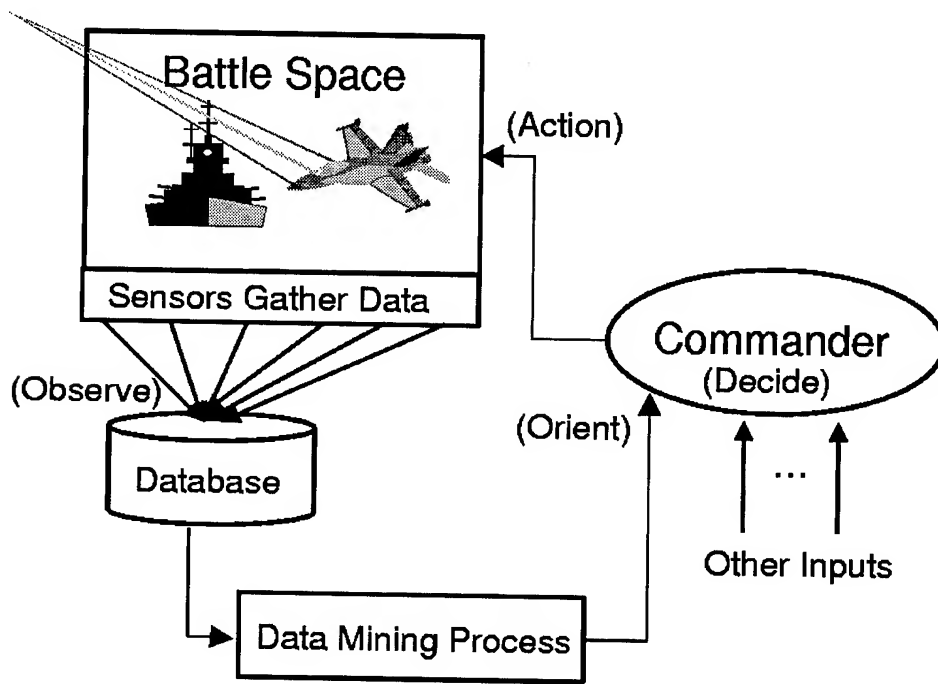 Battle Space
(Action)
Sensors Gather Data
Commander
(Decide)
(Observe)
(Orient)
Database
...
Other Inputs
Data Mining Process